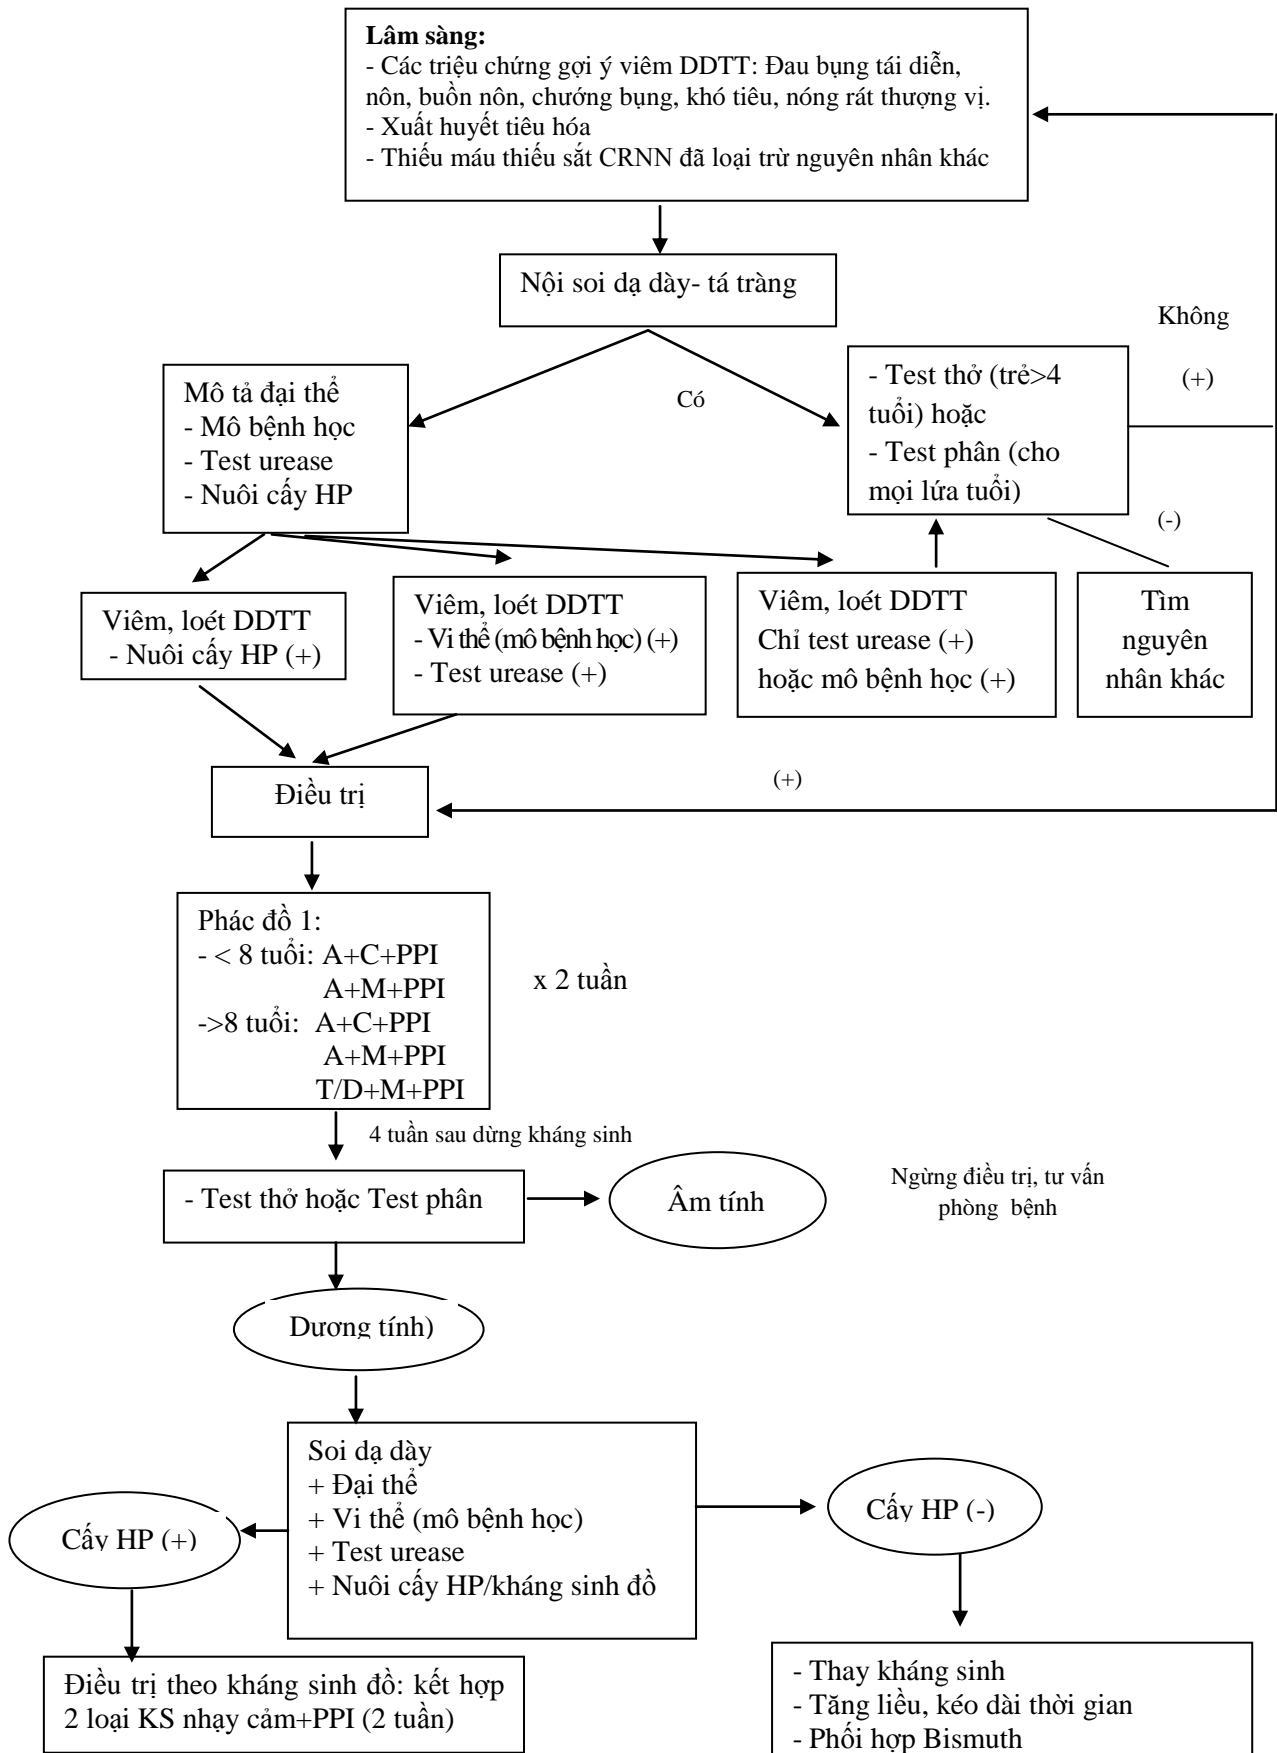 Lâm sàng:
- Các triệu chứng gợi ý viêm DDTT: Đau bụng tái diễn,
nôn, buồn nôn, chướng bụng, khó tiêu, nóng rát thượng vị.
- Xuất huyết tiêu hóa
- Thiếu máu thiếu sắt CRNN đã loại trừ nguyên nhân khác
Nội soi dạ dày- tá tràng
Không
(+)
Có
Mô tả đại thể
- Mô bệnh học
- Test urease
- Nuôi cấy HP
- Test thở (trẻ>4
tuổi) hoặc
- Test phân (cho
mọi lứa tuổi)
(-)
Viêm, loét DDTT
- Nuôi cấy HP (+)
Viêm, loét DDTT
- Vi thể (mô bệnh học) (+)
- Test urease (+)
Viêm, loét DDTT
Chỉ test urease (+)
hoặc mô bệnh học (+)
Tìm
nguyên
nhân khác
Điều trị
(+)
Phác đồ 1:
- < 8 tuổi: A+C+PPI
A+M+PPI
->8 tuổi: A+C+PPI
A+M+PPI
T/D+M+PPI
x 2 tuần
4 tuần sau dừng kháng sinh
- Test thở hoặc Test phân
Âm tính
Ngừng điều trị, tư vấn
phòng bệnh
Dương tính)
Soi dạ dày
+ Đại thể
+ Vi thể (mô bệnh học)
+ Test urease
+ Nuôi cấy HP/kháng sinh đồ
Cấy HP (+)
Cấy HP (-)
Điều trị theo kháng sinh đồ: kết hợp
2 loại KS nhạy cảm+PPI (2 tuần)
- Thay kháng sinh
- Tăng liều, kéo dài thời gian
- Phối hợp Bismuth